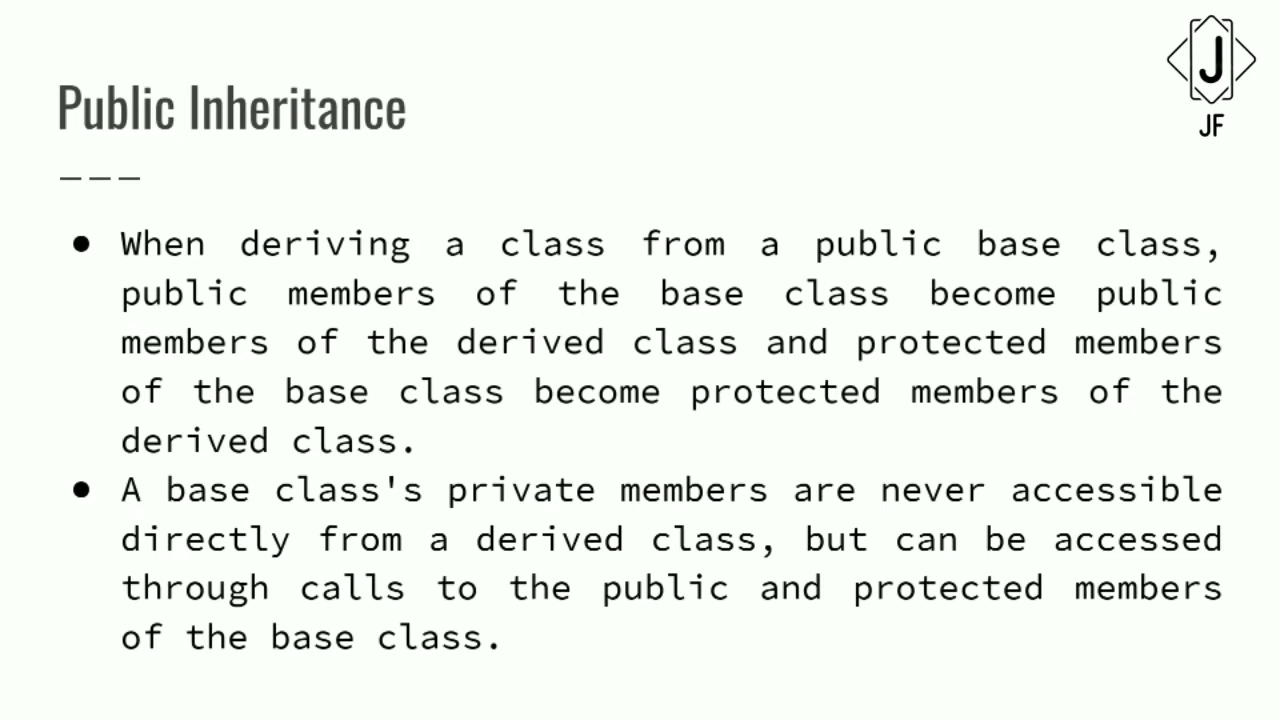 J
JF
Public Inheritance
● When deriving a class from a public base class,
public members of the base class become public
members of the derived class and protected members
of the base class become protected members of the
derived class.
● A base class's private members are never accessible
directly from a derived class, but can be accessed
through calls to the public and protected members
of the base class.